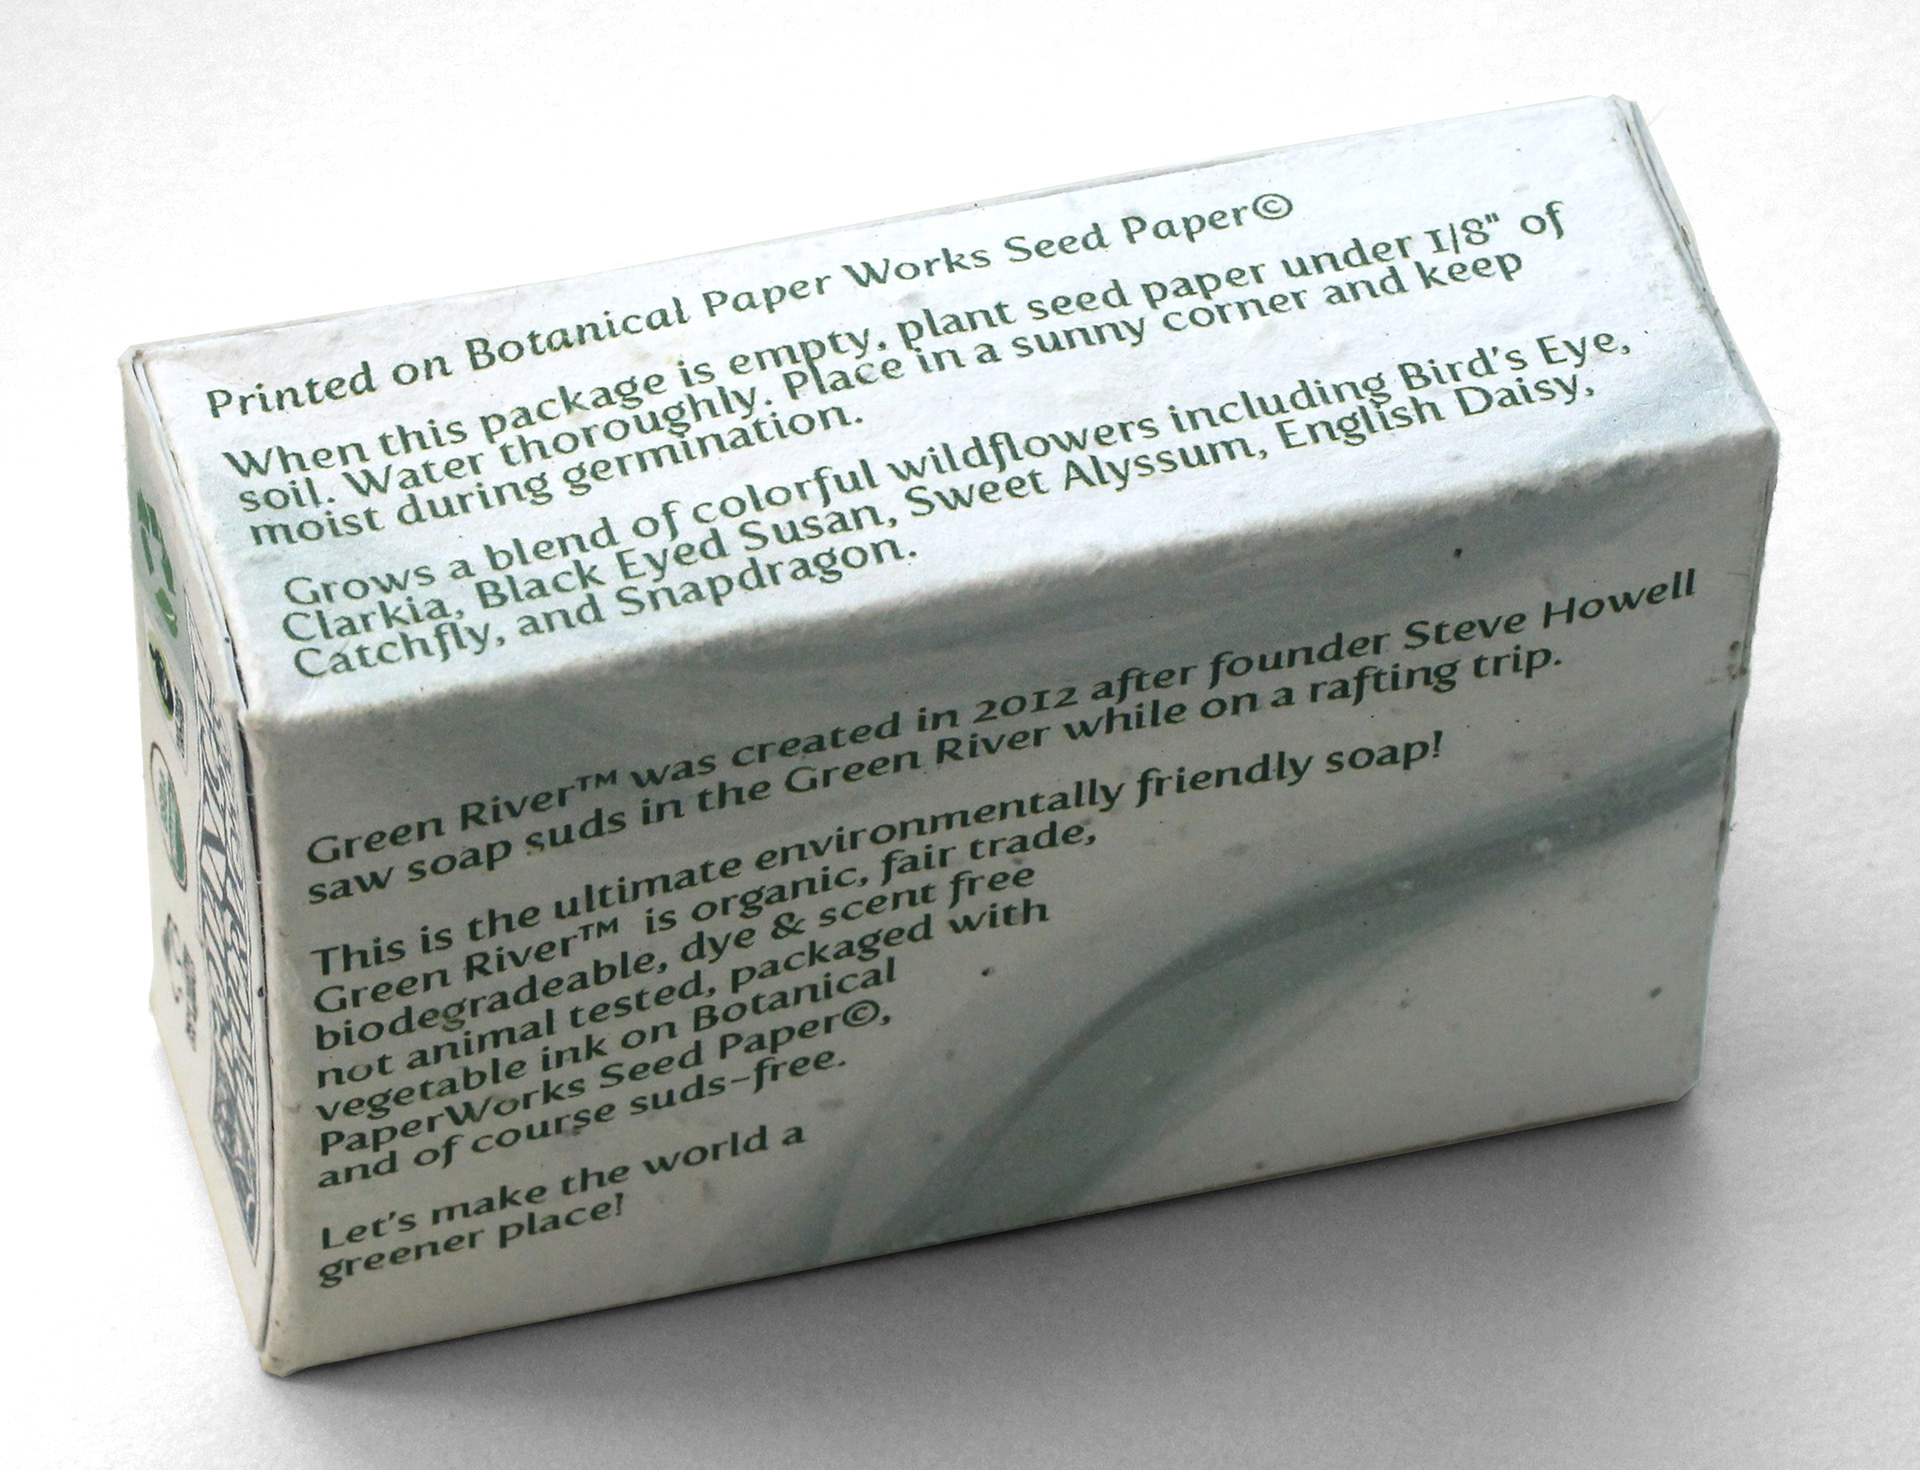 Printed on Botanical Paper Works Seed Paper©
When this package is empty, plant seed paper under 1/8" of
soil. Water thoroughly. Place in a sunny corner and keep
moist during germination.
Grows a blend of colorful wildflowers including Bird's Eye,
Clarkia, Black Eyed Susan, Sweet Alyssum, English Daisy,
Catchfly, and Snapdragon.
Green River™ was created in 2012 after founder Steve Howell
saw soap suds in the Green River while on a rafting trip.
This is the ultimate environmentally friendly soap!
Green River™ is organic, fair trade,
biodegradeable, dye & scent free
not animal tested, packaged with
vegetable ink on Botanical
PaperWorks Seed Paper©,
and of course suds-free.
Let's make the world a
greener place!